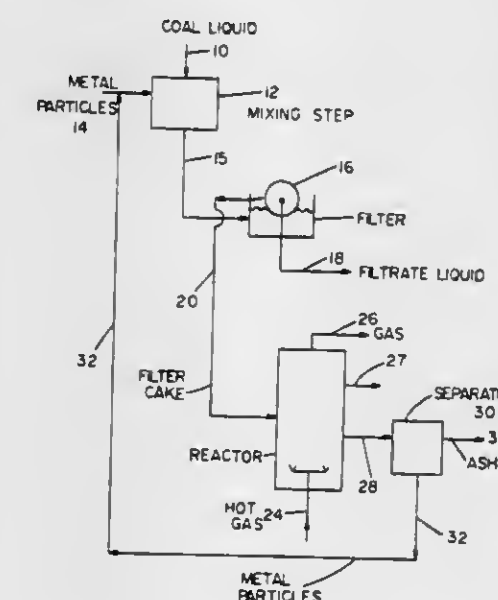 COAL LIQUID
10
METAL
PARTICLES
14
12
MIXING STEP
15
16
FILTER
18
FILTRATE LIQUID
20
26
GAS
27
32
FILTER
CAKE
SEPARAT
30
3
ASH
REACTOR
28
HOT
GAS
24
32
METAL
PARTICLES